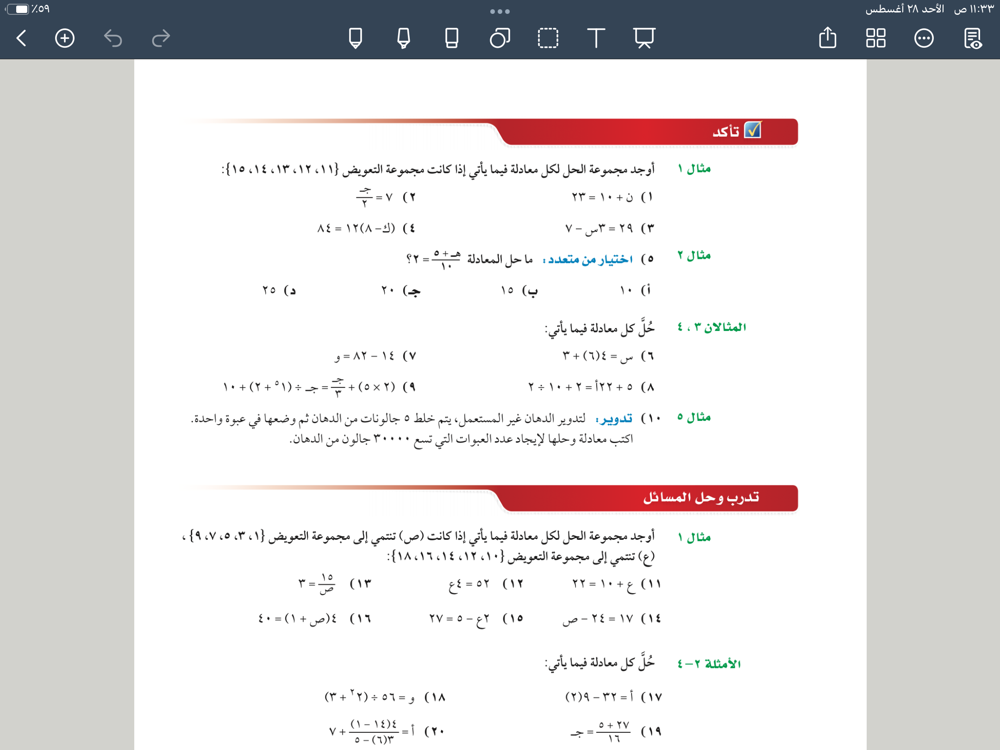 ١١:٣٣ ص الأحد ٢٨ أغسطس
٪٥٩
تأكد
مثال ١
أوجد مجموعة الحل لكل معادلة فيما يأتي إذا كانت مجموعة التعويض {١١، ١٢، ١٣، ١٤، ١٥}:
١) ن + ١٠ = ٢٣
٢) ٧ = جـ/٢
٣) ٢٩ = ٣س – ٧
٤) (ك– ٨)١٢ = ٨٤
مثال ٢
٥) اختيار من متعدد: ما حل المعادلة هـ + ٥/١٠ = ٢؟
أ) ١٠ ب) ١٥ جـ) ٢٠ د) ٢٥
المثالان ٣ ، ٤
حُلَّ كل معادلة فيما يأتي:
٦) س = ٤(٦) + ٣
٧) ١٤ – ٨٢ = و
٨) ٥ + ٢٢أ = ٢ + ١٠ ÷ ٢
٩) (٢ × ٥) + جـ/٣ = جـ ÷ (١⁵ + ٢) + ١٠
مثال ٥
١٠) تدوير: لتدوير الدهان غير المستعمل، يتم خلط ٥ جالونات من الدهان ثم وضعها في عبوة واحدة.
اكتب معادلة وحلها لإيجاد عدد العبوات التي تسع ٣٠٠٠٠ جالون من الدهان.
تدرب وحل المسائل
مثال ١
أوجد مجموعة الحل لكل معادلة فيما يأتي إذا كانت (ص) تنتمي إلى مجموعة التعويض {١، ٣، ٥، ٧، ٩} ،
(ع) تنتمي إلى مجموعة التعويض {١٠، ١٢، ١٤، ١٦، ١٨}:
١١) ع + ١٠ = ٢٢
١٢) ٥٢ = ٤ع
١٣) ١٥/ص = ٣
١٤) ١٧ = ٢٤ – ص
١٥) ٢ع – ٥ = ٢٧
١٦) ٤(ص + ١) = ٤٠
الأمثلة ٢–٤
حُلَّ كل معادلة فيما يأتي:
١٧) أ = ٣٢ – ٩(٢)
١٨) و = ٥٦ ÷ (٢² + ٣)
١٩) ٢٧ + ٥/١٦ = جـ
٢٠) أ = ٤(١٤ – ١)/٣(٦) – ٥ + ٧